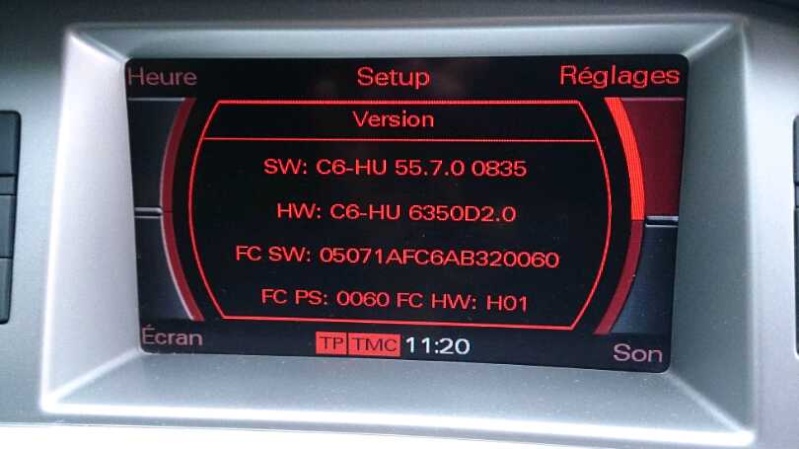 Heure Setup Réglages
Version
SW: C6-HU 55.7.0 0835
HW: C6-HU 6350D2.0
FC SW: 05071AFC6AB320060
FC PS: 0060 FC HW: H01
Écran TP TMC 11:20 Son